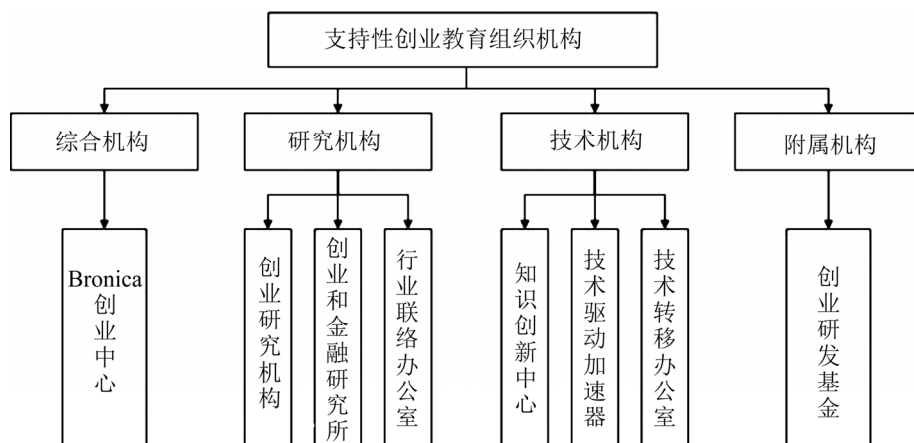 支持性创业教育组织机构
综合机构
研究机构
技术机构
附属机构
Bronica
创业中心
创业研究机构
创业和金融研究所
行业联络办公室
知识创新中心
技术驱动加速器
技术转移办公室
创业研发基金